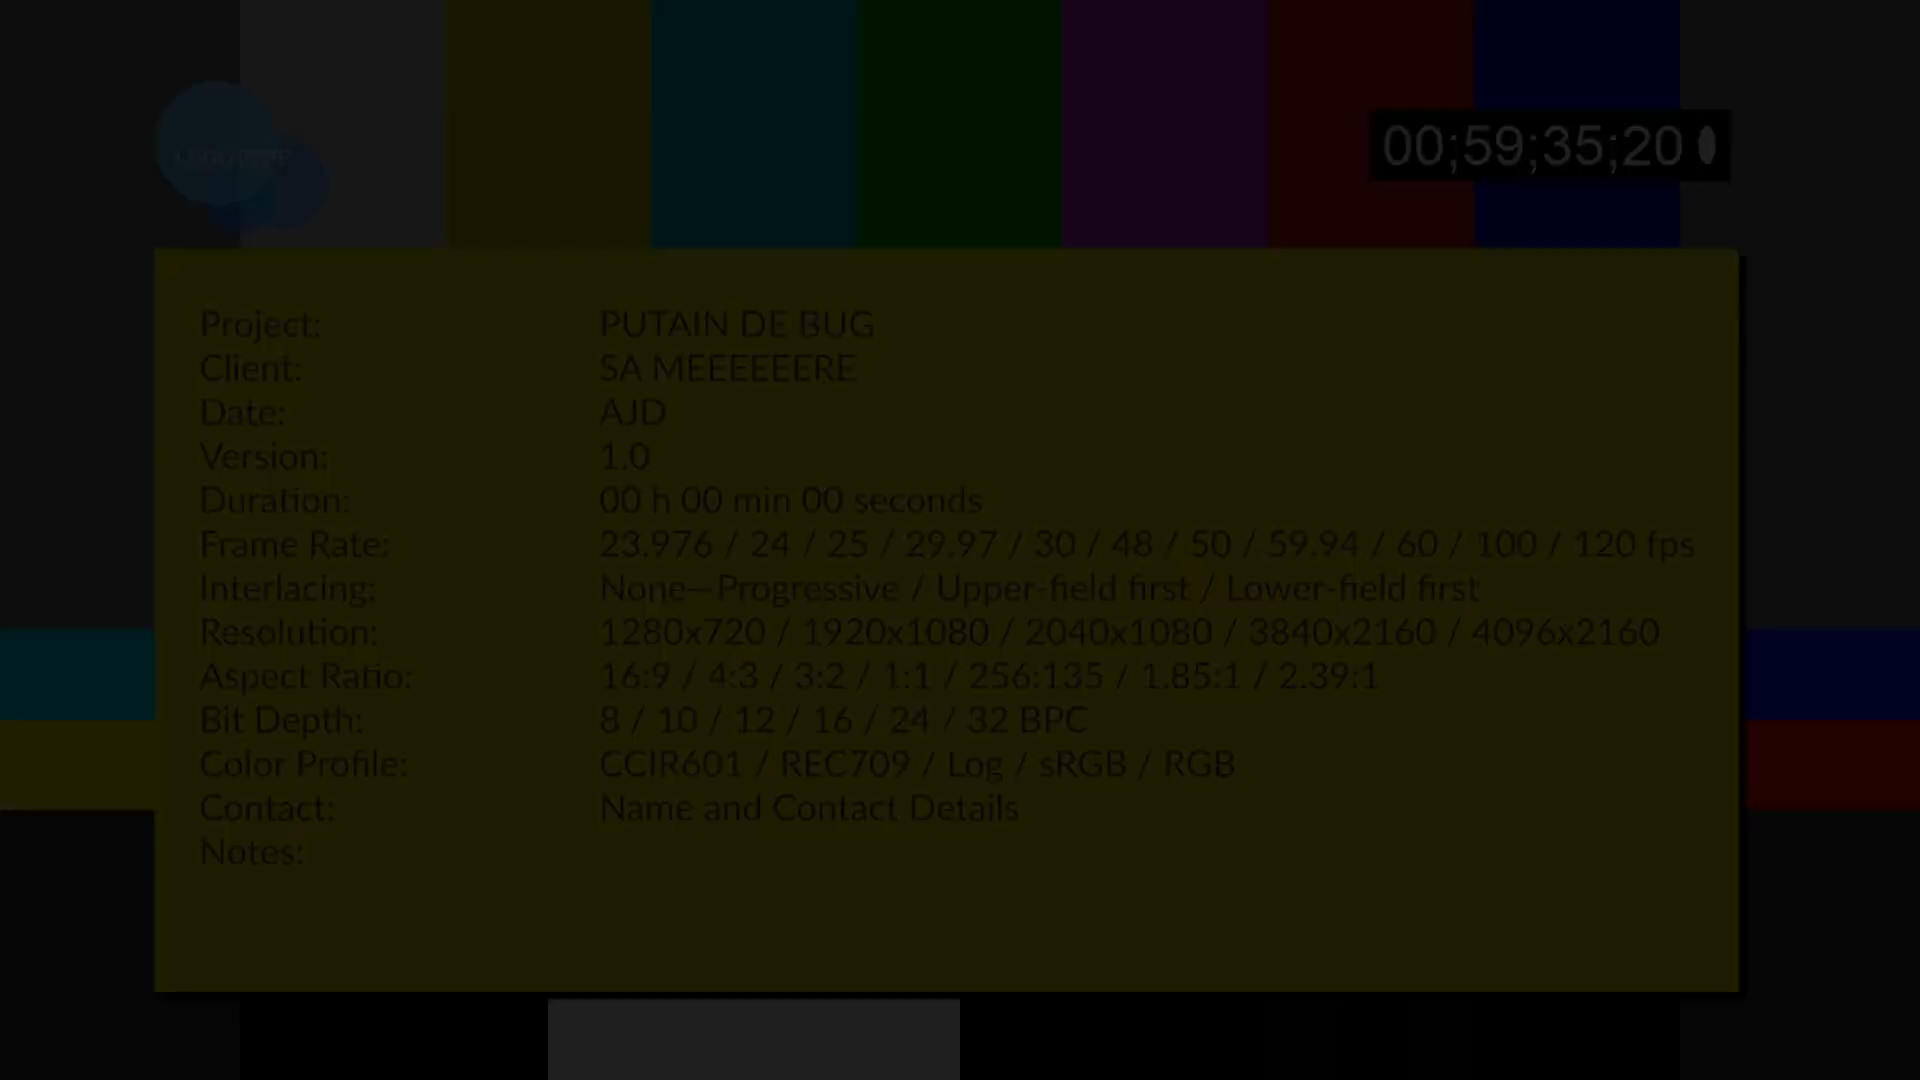 00;59;35;20
Project: PUTAIN DE BUG
Client: SA MEEEEEERE
Date: AJD
Version: 1.0
Duration: 00 h 00 min 00 seconds
Frame Rate: 23.976 / 24 / 25 / 29.97 / 30 / 48 / 50 / 59.94 / 60 / 100 / 120 fps
Interlacing: None—Progressive / Upper-field first / Lower-field first
Resolution: 1280x720 / 1920x1080 / 2040x1080 / 3840x2160 / 4096x2160
Aspect Ratio: 16:9 / 4:3 / 3:2 / 1:1 / 256:135 / 1.85:1 / 2.39:1
Bit Depth: 8 / 10 / 12 / 16 / 24 / 32 BPC
Color Profile: CCIR601 / REC709 / Log / sRGB / RGB
Contact: Name and Contact Details
Notes: